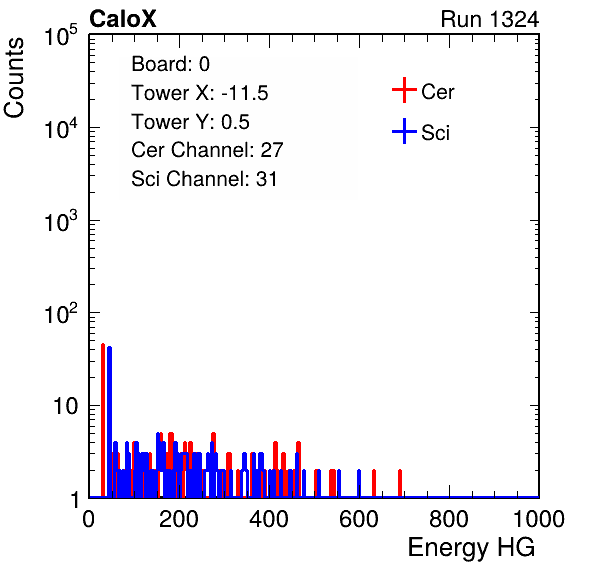 CaloX Run 1324
Counts
Board: 0
Tower X: -11.5
Tower Y: 0.5
Cer Channel: 27
Sci Channel: 31
Cer
Sci
10^5
10^4
10^3
10^2
10
1
0 200 400 600 800 1000
Energy HG